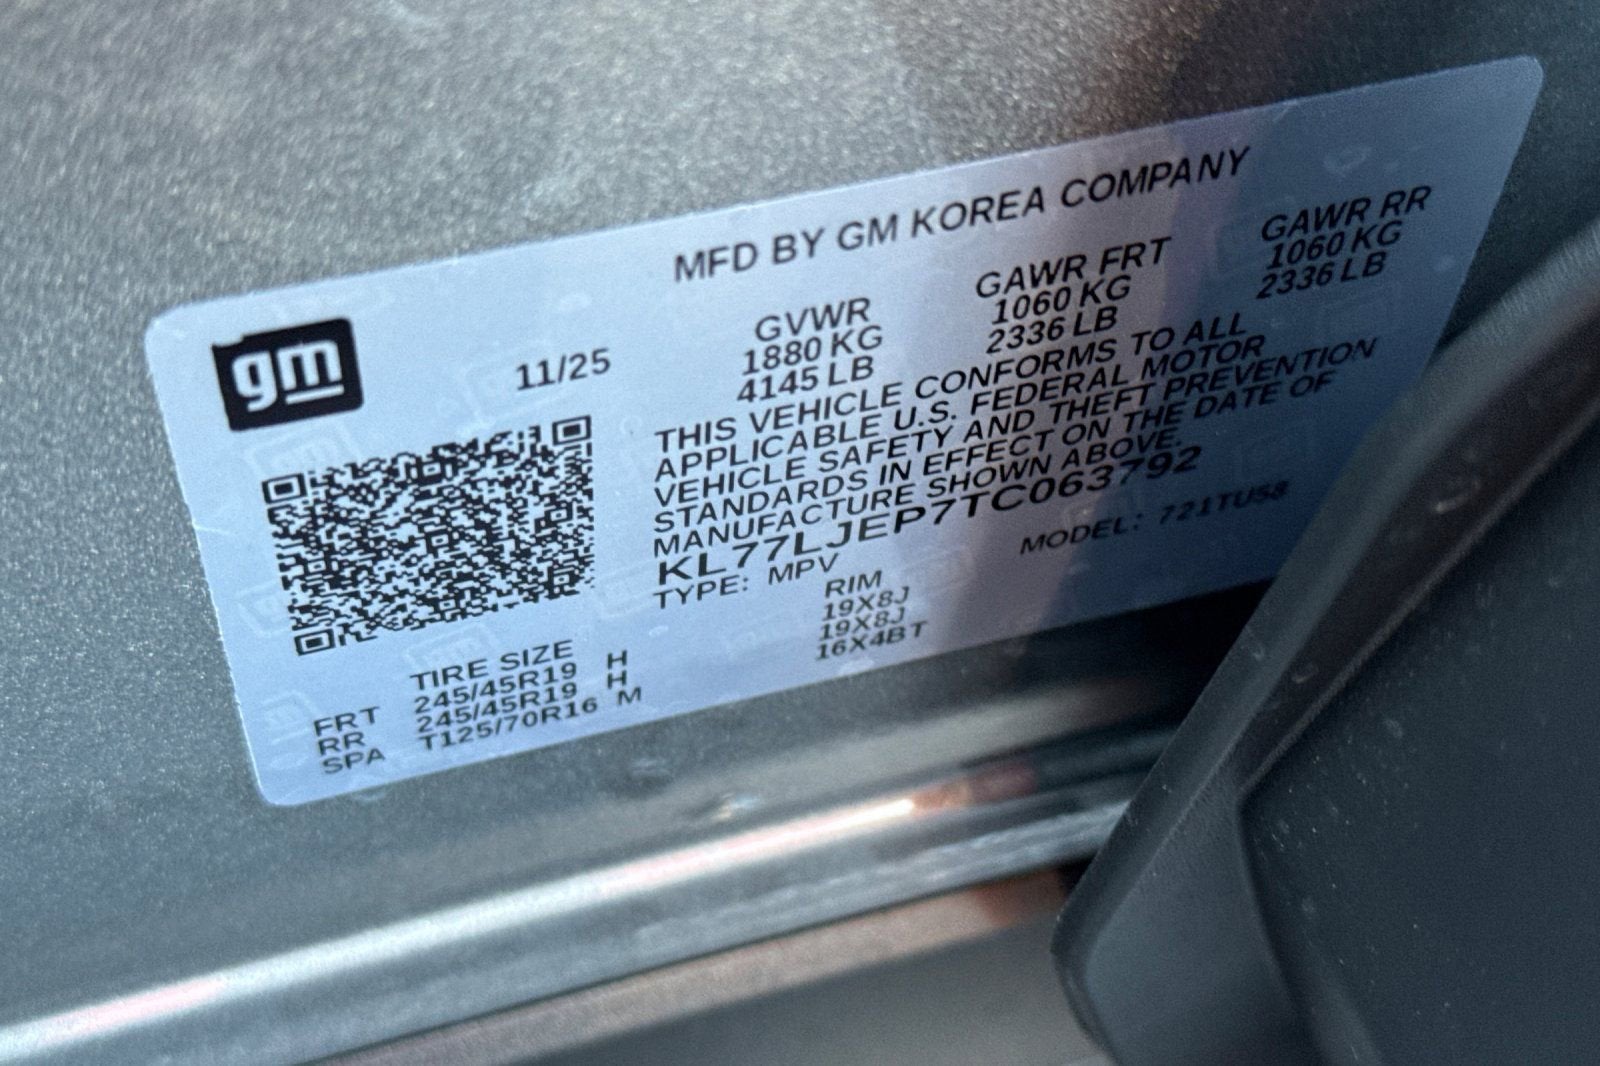 gm
11/25
MFD BY GM KOREA COMPANY
GVWR GAWR FRT GAWR RR
1880 KG 1060 KG 1060 KG
4145 LB 2336 LB 2336 LB
THIS VEHICLE CONFORMS TO ALL
APPLICABLE U.S. FEDERAL MOTOR
VEHICLE SAFETY AND THEFT PREVENTION
STANDARDS IN EFFECT ON THE DATE OF
MANUFACTURE SHOWN ABOVE.
KL77LJEP7TC063792
TYPE: MPV MODEL: 721TU58
TIRE SIZE RIM
FRT 245/45R19 H 19X8J
RR 245/45R19 H 19X8J
SPA T125/70R16 M 16X4BT